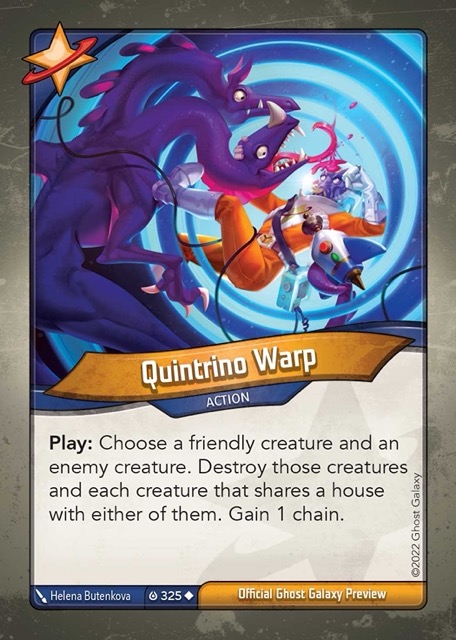 Quintrino Warp
ACTION
Play: Choose a friendly creature and an
enemy creature. Destroy those creatures
and each creature that shares a house
with either of them. Gain 1 chain.
©2022 Ghost Galaxy
Helena Butenkova
325
Official Ghost Galaxy Preview